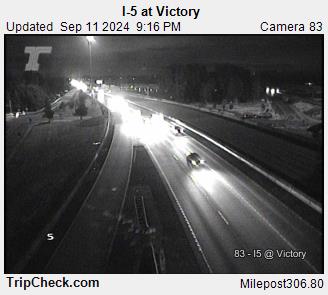 I-5 at Victory
Updated Sep 11 2024 9:16 PM Camera 83
T
S
83 - I5 @ Victory
TripCheck.com Milepost306.80